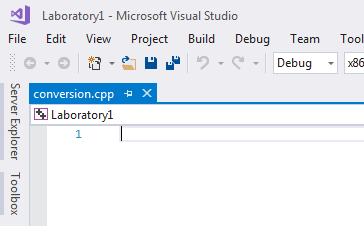 Laboratory1 - Microsoft Visual Studio
File Edit View Project Build Debug Team Tool
Debug x86
Server Explorer
Toolbox
conversion.cpp
Laboratory1
1